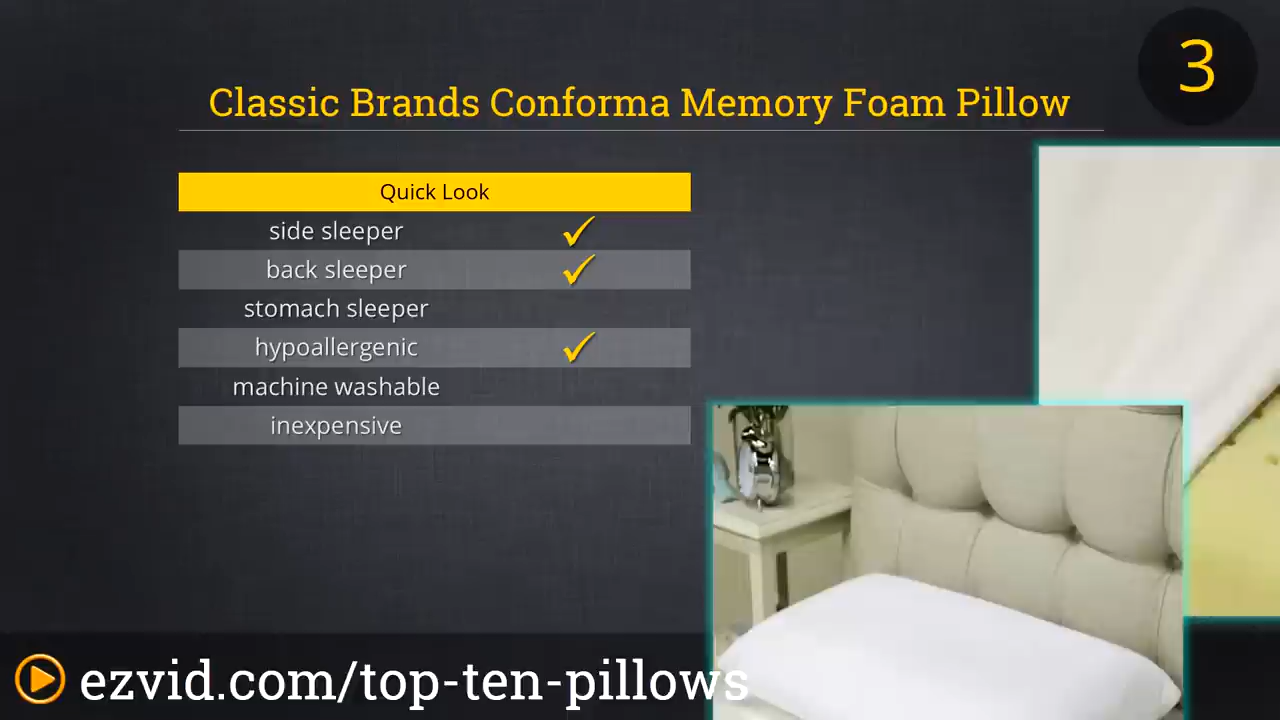 3
Classic Brands Conforma Memory Foam Pillow
Quick Look
side sleeper
back sleeper
stomach sleeper
hypoallergenic
machine washable
inexpensive
ezvid.com/top-ten-pillows